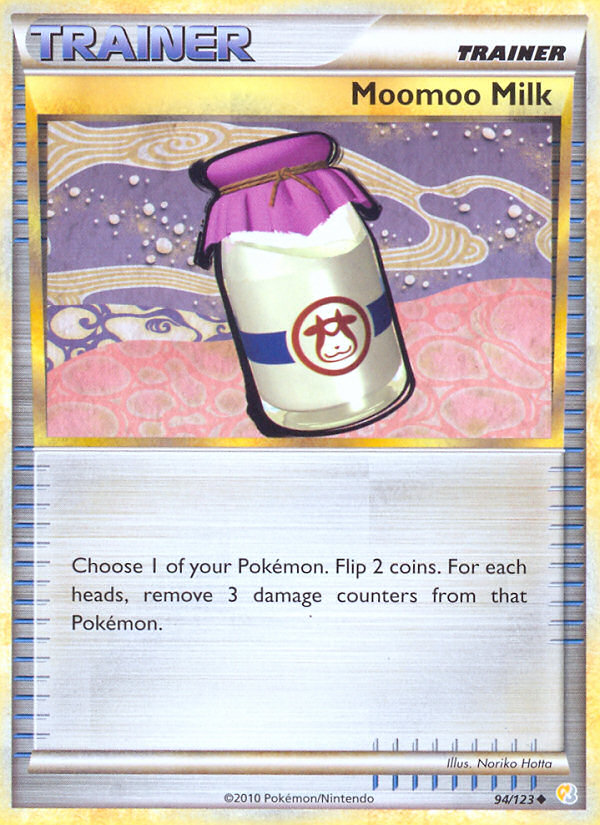 TRAINER
TRAINER
Moomoo Milk
Choose 1 of your Pokémon. Flip 2 coins. For each
heads, remove 3 damage counters from that
Pokémon.
Illus. Noriko Hotta
©2010 Pokémon/Nintendo
94/123 ◆